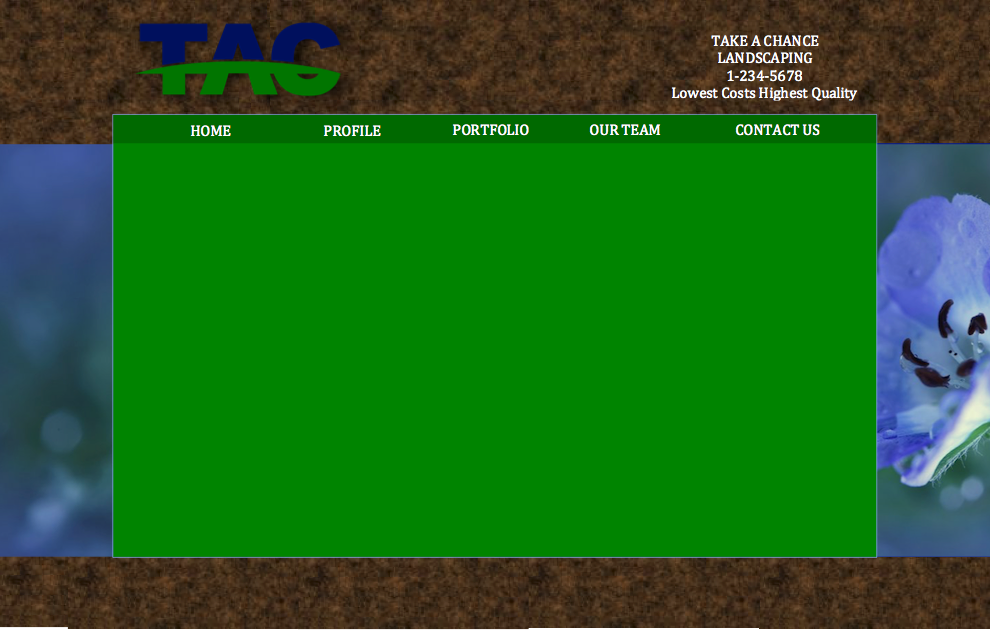 TAC
TAKE A CHANCE
LANDSCAPING
1-234-5678
Lowest Costs Highest Quality
HOME PROFILE PORTFOLIO OUR TEAM CONTACT US